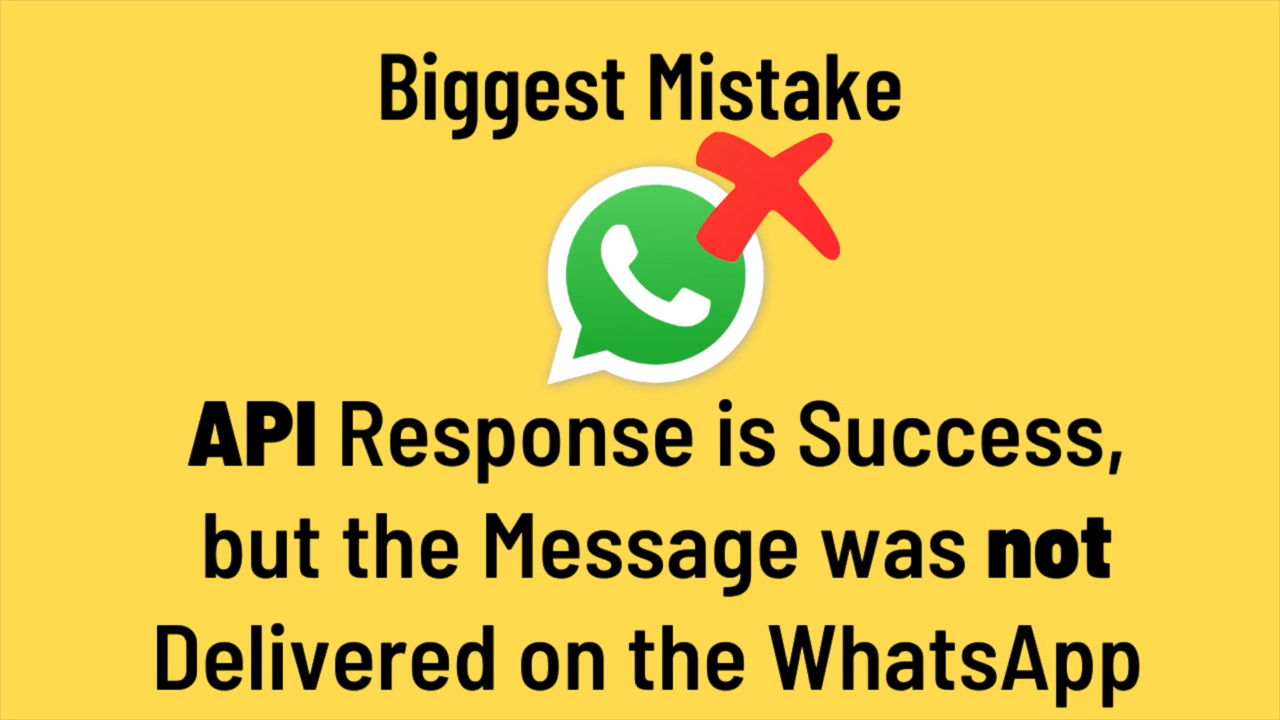 Biggest Mistake
API Response is Success,
but the Message was not
Delivered on the WhatsApp